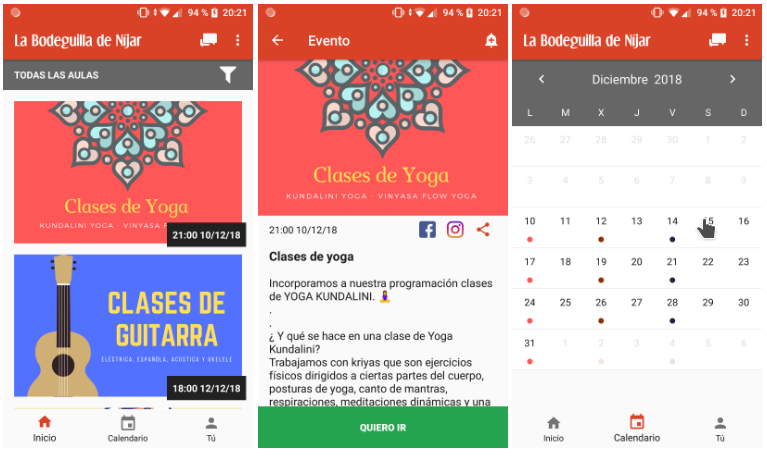 94 % 20:21
La Bodeguilla de Níjar
TODAS LAS AULAS
Clases de Yoga
KUNDALINI YOGA - VINYASA FLOW YOGA
21:00 10/12/18
CLASES DE
GUITARRA
ELÉCTRICA, ESPAÑOLA, ACÚSTICA Y UKELELE
18:00 12/12/18
Inicio
Calendario
Tú
94 % 20:21
Evento
Clases de Yoga
KUNDALINI YOGA - VINYASA FLOW YOGA
21:00 10/12/18
Clases de yoga
Incorporamos a nuestra programación clases
de YOGA KUNDALINI. 🧘‍♀️
.
.
¿ Y qué se hace en una clase de Yoga
Kundalini?
Trabajamos con kriyas que son ejercicios
físicos dirigidos a ciertas partes del cuerpo,
posturas de yoga, canto de mantras,
respiraciones, meditaciones dinámicas y una
QUIERO IR
94 % 20:21
La Bodeguilla de Níjar
Diciembre 2018
L M X J V S D
26 27 28 29 30 1 2
3 4 5 6 7 8 9
10 11 12 13 14 15 16
17 18 19 20 21 22 23
24 25 26 27 28 29 30
31 1 2 3 4 5 6
Inicio
Calendario
Tú